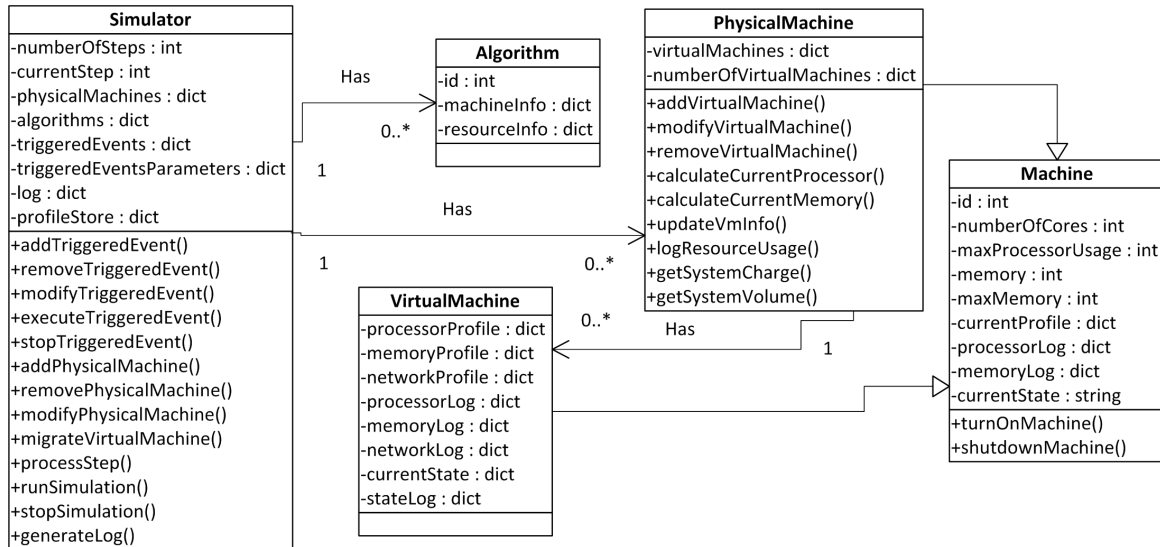 Simulator
-numberOfSteps : int
-currentStep : int
-physicalMachines : dict
-algorithms : dict
-triggeredEvents : dict
-triggeredEventsParameters : dict
-log : dict
-profileStore : dict
+addTriggeredEvent()
+removeTriggeredEvent()
+modifyTriggeredEvent()
+executeTriggeredEvent()
+stopTriggeredEvent()
+addPhysicalMachine()
+removePhysicalMachine()
+modifyPhysicalMachine()
+migrateVirtualMachine()
+processStep()
+runSimulation()
+stopSimulation()
+generateLog()
Has
0..*
1
Algorithm
-id : int
-machineInfo : dict
-resourceInfo : dict
Has
1
0..*
PhysicalMachine
-virtualMachines : dict
-numberOfVirtualMachines : dict
+addVirtualMachine()
+modifyVirtualMachine()
+removeVirtualMachine()
+calculateCurrentProcessor()
+calculateCurrentMemory()
+updateVmInfo()
+logResourceUsage()
+getSystemCharge()
+getSystemVolume()
0..*
Has
1
VirtualMachine
-processorProfile : dict
-memoryProfile : dict
-networkProfile : dict
-processorLog : dict
-memoryLog : dict
-networkLog : dict
-currentState : dict
-stateLog : dict
Machine
-id : int
-numberOfCores : int
-maxProcessorUsage : int
-memory : int
-maxMemory : int
-currentProfile : dict
-processorLog : dict
-memoryLog : dict
-currentState : string
+turnOnMachine()
+shutdownMachine()